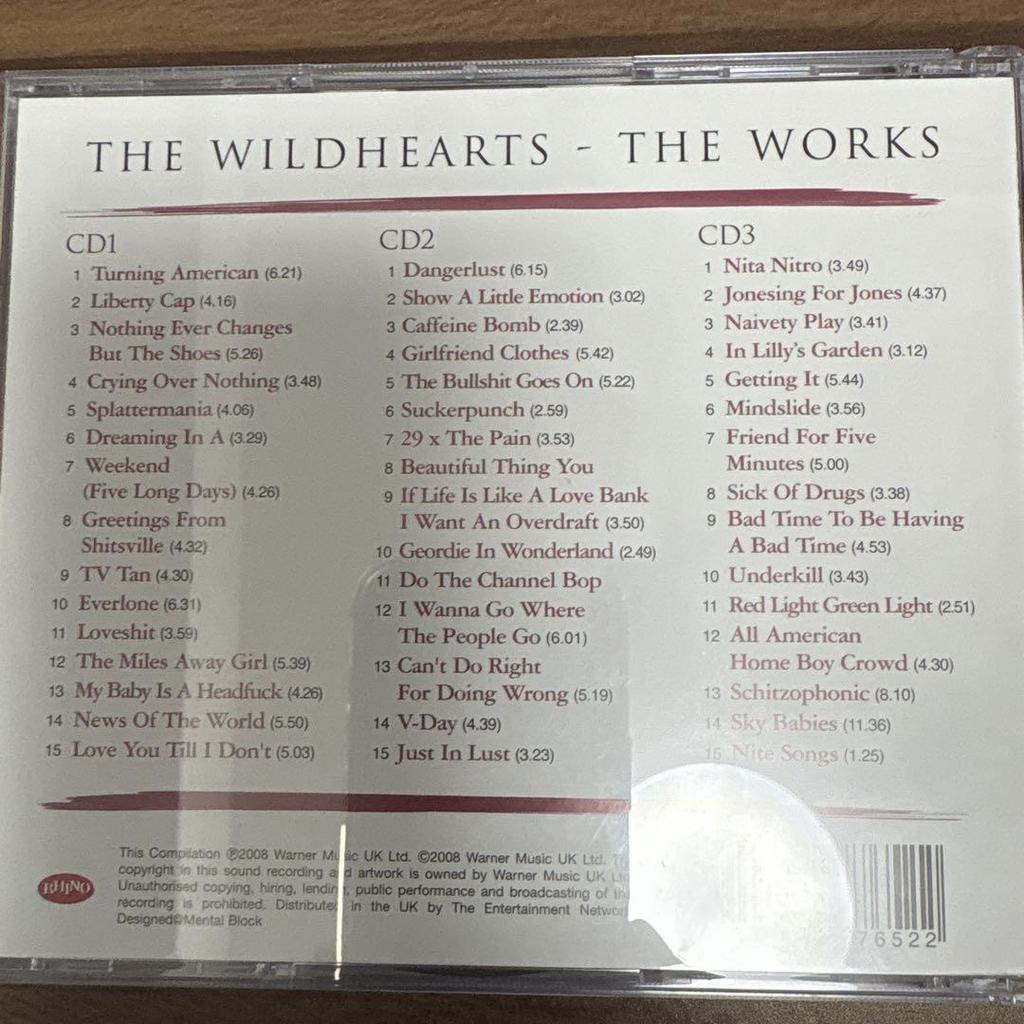 THE WILDHEARTS - THE WORKS
CD1
1 Turning American (6.21)
2 Liberty Cap (4.16)
3 Nothing Ever Changes
But The Shoes (5.26)
4 Crying Over Nothing (3.48)
5 Splattermania (4.06)
6 Dreaming In A (3.29)
7 Weekend
(Five Long Days) (4.26)
8 Greetings From
Shitsville (4.32)
9 TV Tan (4.30)
10 Everlone (6.31)
11 Loveshit (3.59)
12 The Miles Away Girl (5.39)
13 My Baby Is A Headfuck (4.26)
14 News Of The World (5.50)
15 Love You Till I Don't (5.03)
CD2
1 Dangerlust (6.15)
2 Show A Little Emotion (3.02)
3 Caffeine Bomb (2.39)
4 Girlfriend Clothes (5.42)
5 The Bullshit Goes On (5.22)
6 Suckerpunch (2.59)
7 29 x The Pain (3.53)
8 Beautiful Thing You
9 If Life Is Like A Love Bank
I Want An Overdraft (3.50)
10 Geordie In Wonderland (2.49)
11 Do The Channel Bop
12 I Wanna Go Where
The People Go (6.01)
13 Can't Do Right
For Doing Wrong (5.19)
14 V-Day (4.39)
15 Just In Lust (3.23)
CD3
1 Nita Nitro (3.49)
2 Jonesing For Jones (4.37)
3 Naivety Play (3.41)
4 In Lilly's Garden (3.12)
5 Getting It (5.44)
6 Mindslide (3.56)
7 Friend For Five
Minutes (5.00)
8 Sick Of Drugs (3.38)
9 Bad Time To Be Having
A Bad Time (4.53)
10 Underkill (3.43)
11 Red Light Green Light (2.51)
12 All American
Home Boy Crowd (4.30)
13 Schitzophonic (8.10)
14 Sky Babies (11.36)
15 Nite Songs (1.25)
RHINO
This Compilation ℗2008 Warner Music UK Ltd. ©2008 Warner Music UK Ltd.
copyright in this sound recording and artwork is owned by Warner Music UK
Unauthorised copying, hiring, lending, public performance and broadcasting of
recording is prohibited. Distributed in the UK by The Entertainment
Designed©Mental Block
76522